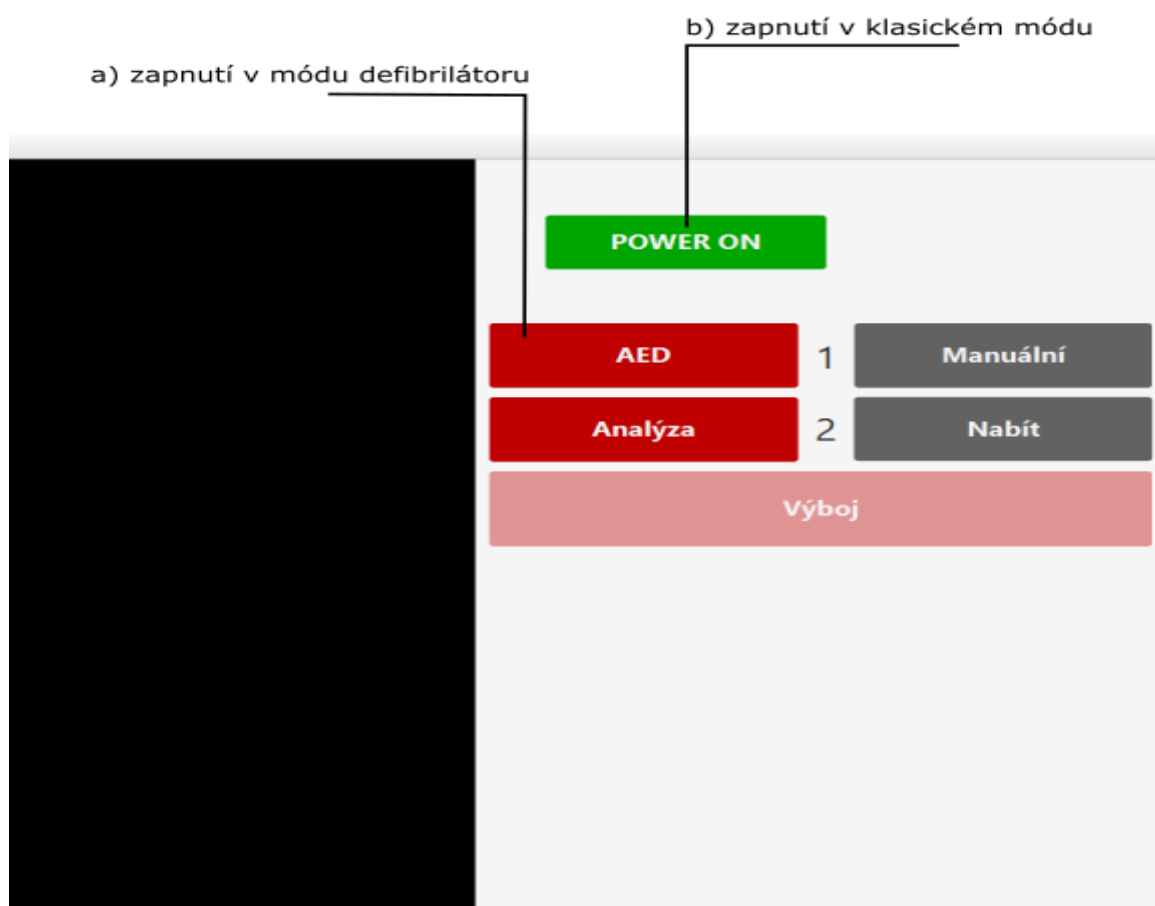 b) zapnutí v klasickém módu
a) zapnutí v módu defibrilátoru
POWER ON
AED 1 Manuální
Analýza 2 Nabít
Výboj